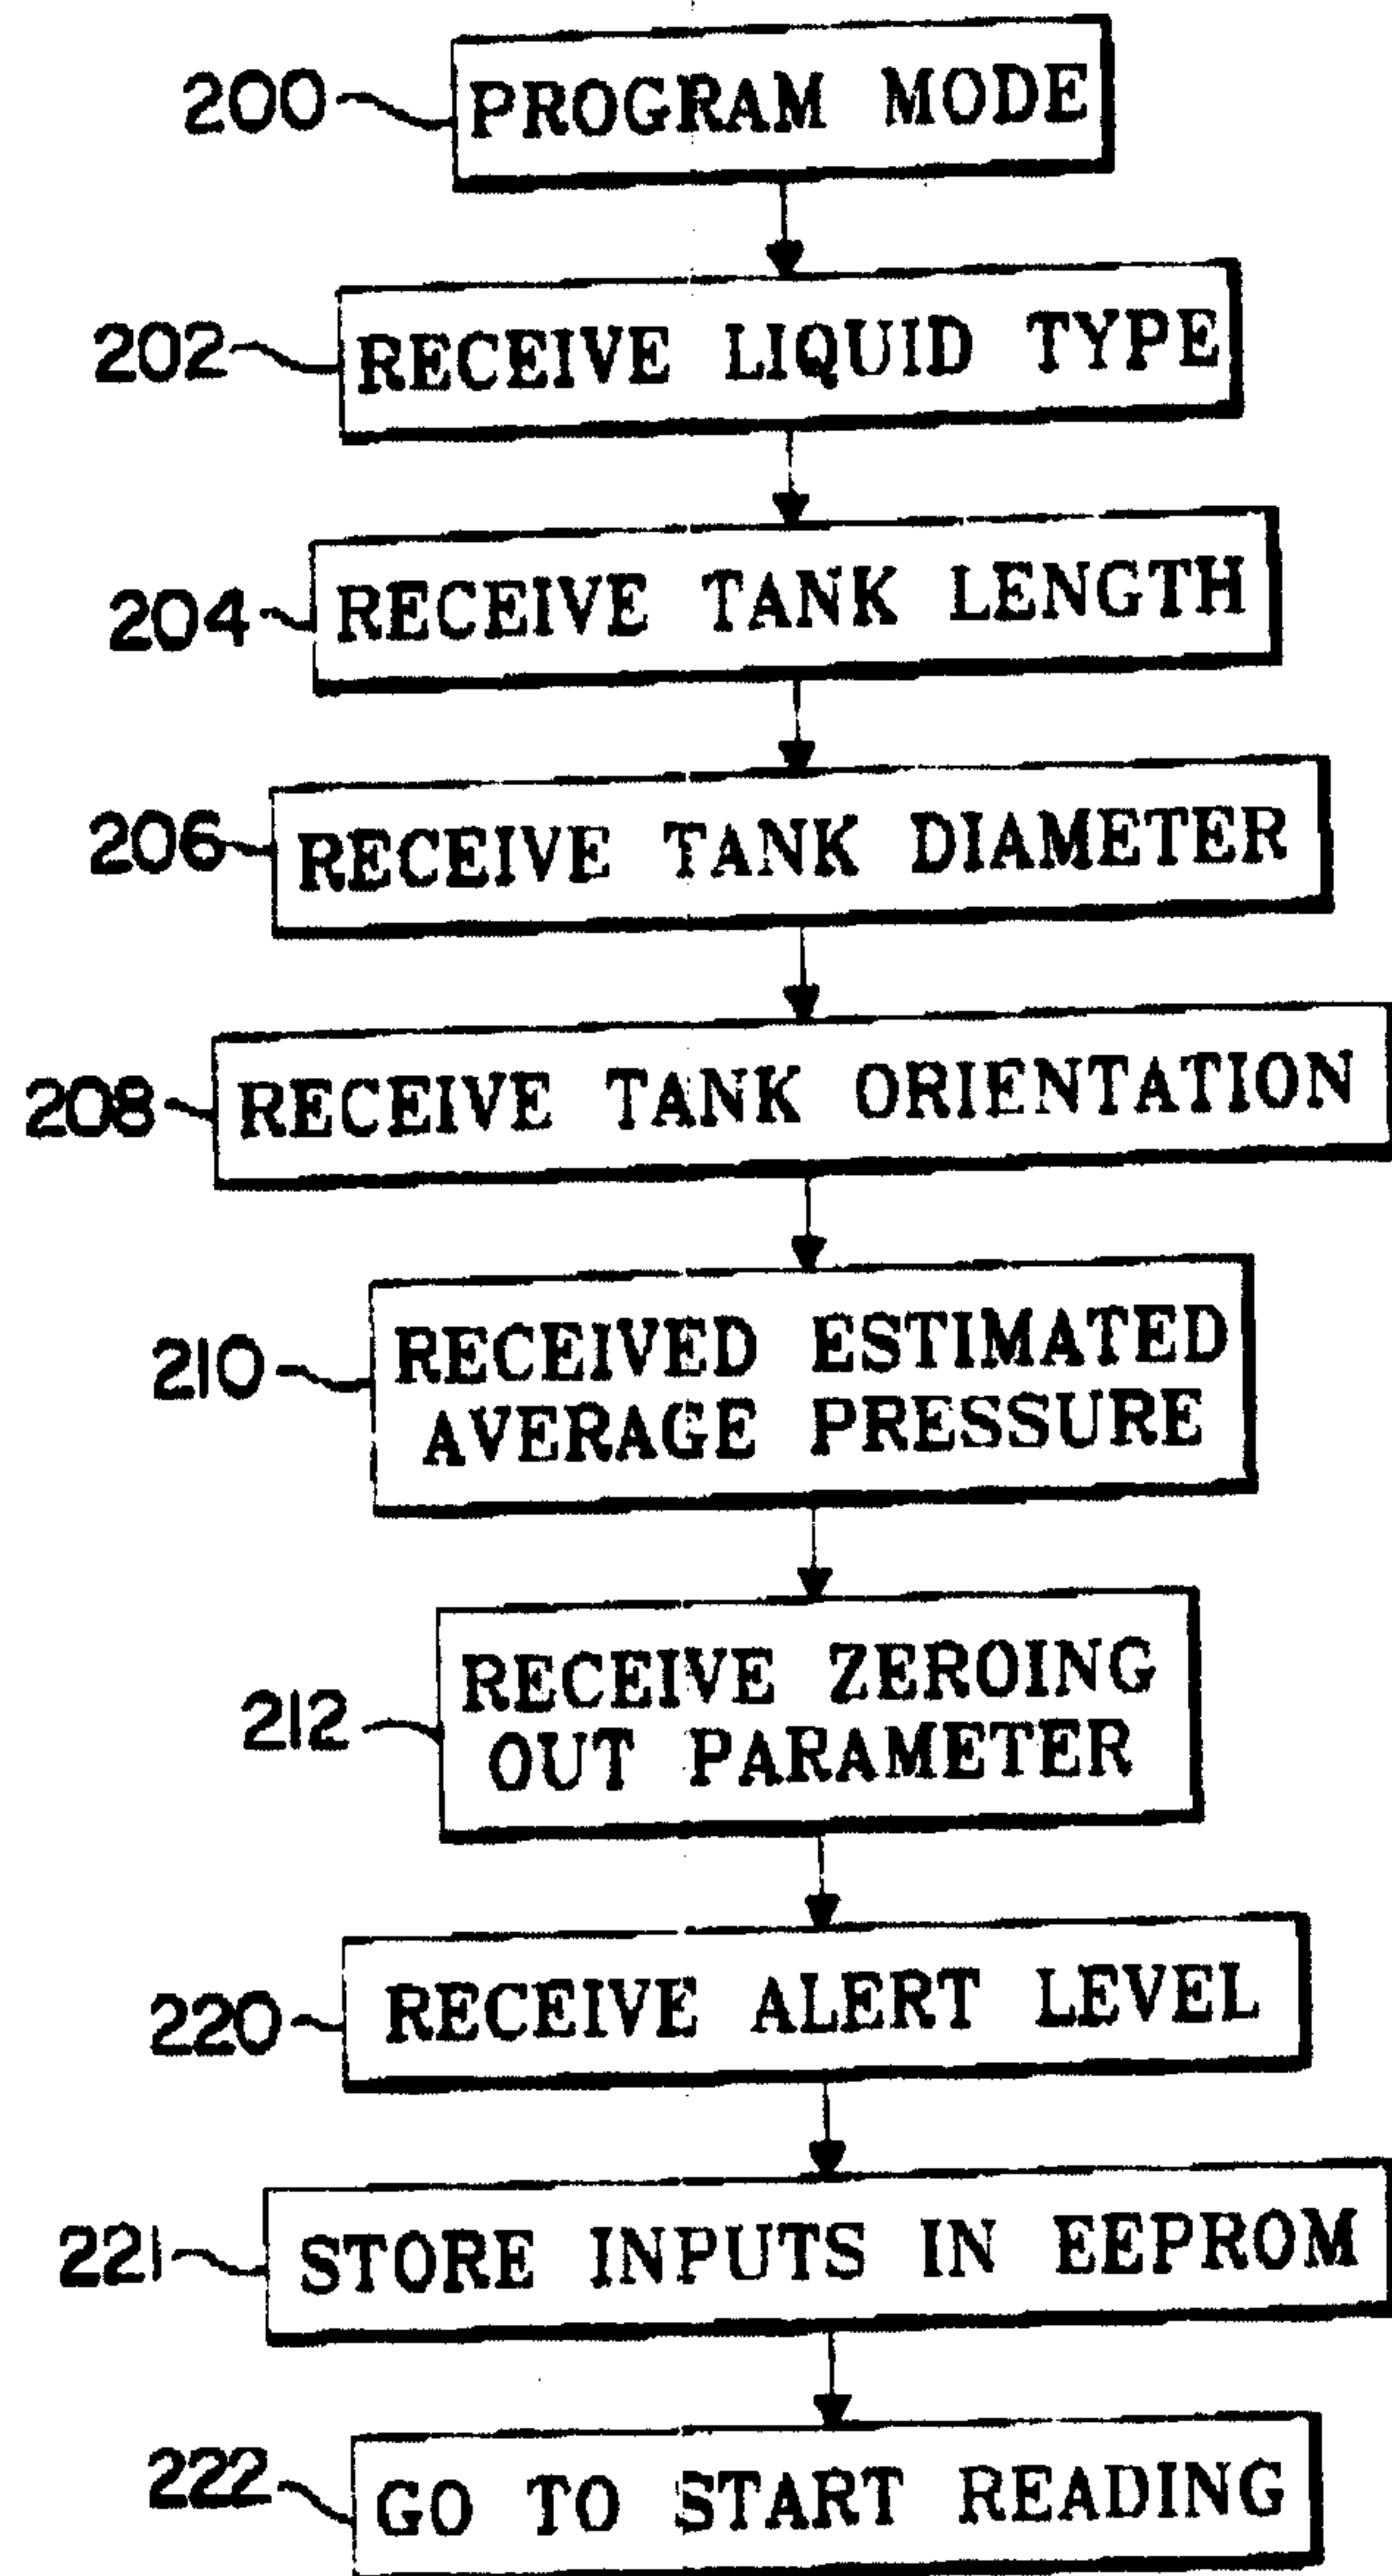 200 PROGRAM MODE
202 RECEIVE LIQUID TYPE
204 RECEIVE TANK LENGTH
206 RECEIVE TANK DIAMETER
208 RECEIVE TANK ORIENTATION
210 RECEIVED ESTIMATED
AVERAGE PRESSURE
212 RECEIVE ZEROING
OUT PARAMETER
220 RECEIVE ALERT LEVEL
221 STORE INPUTS IN EEPROM
222 GO TO START READING